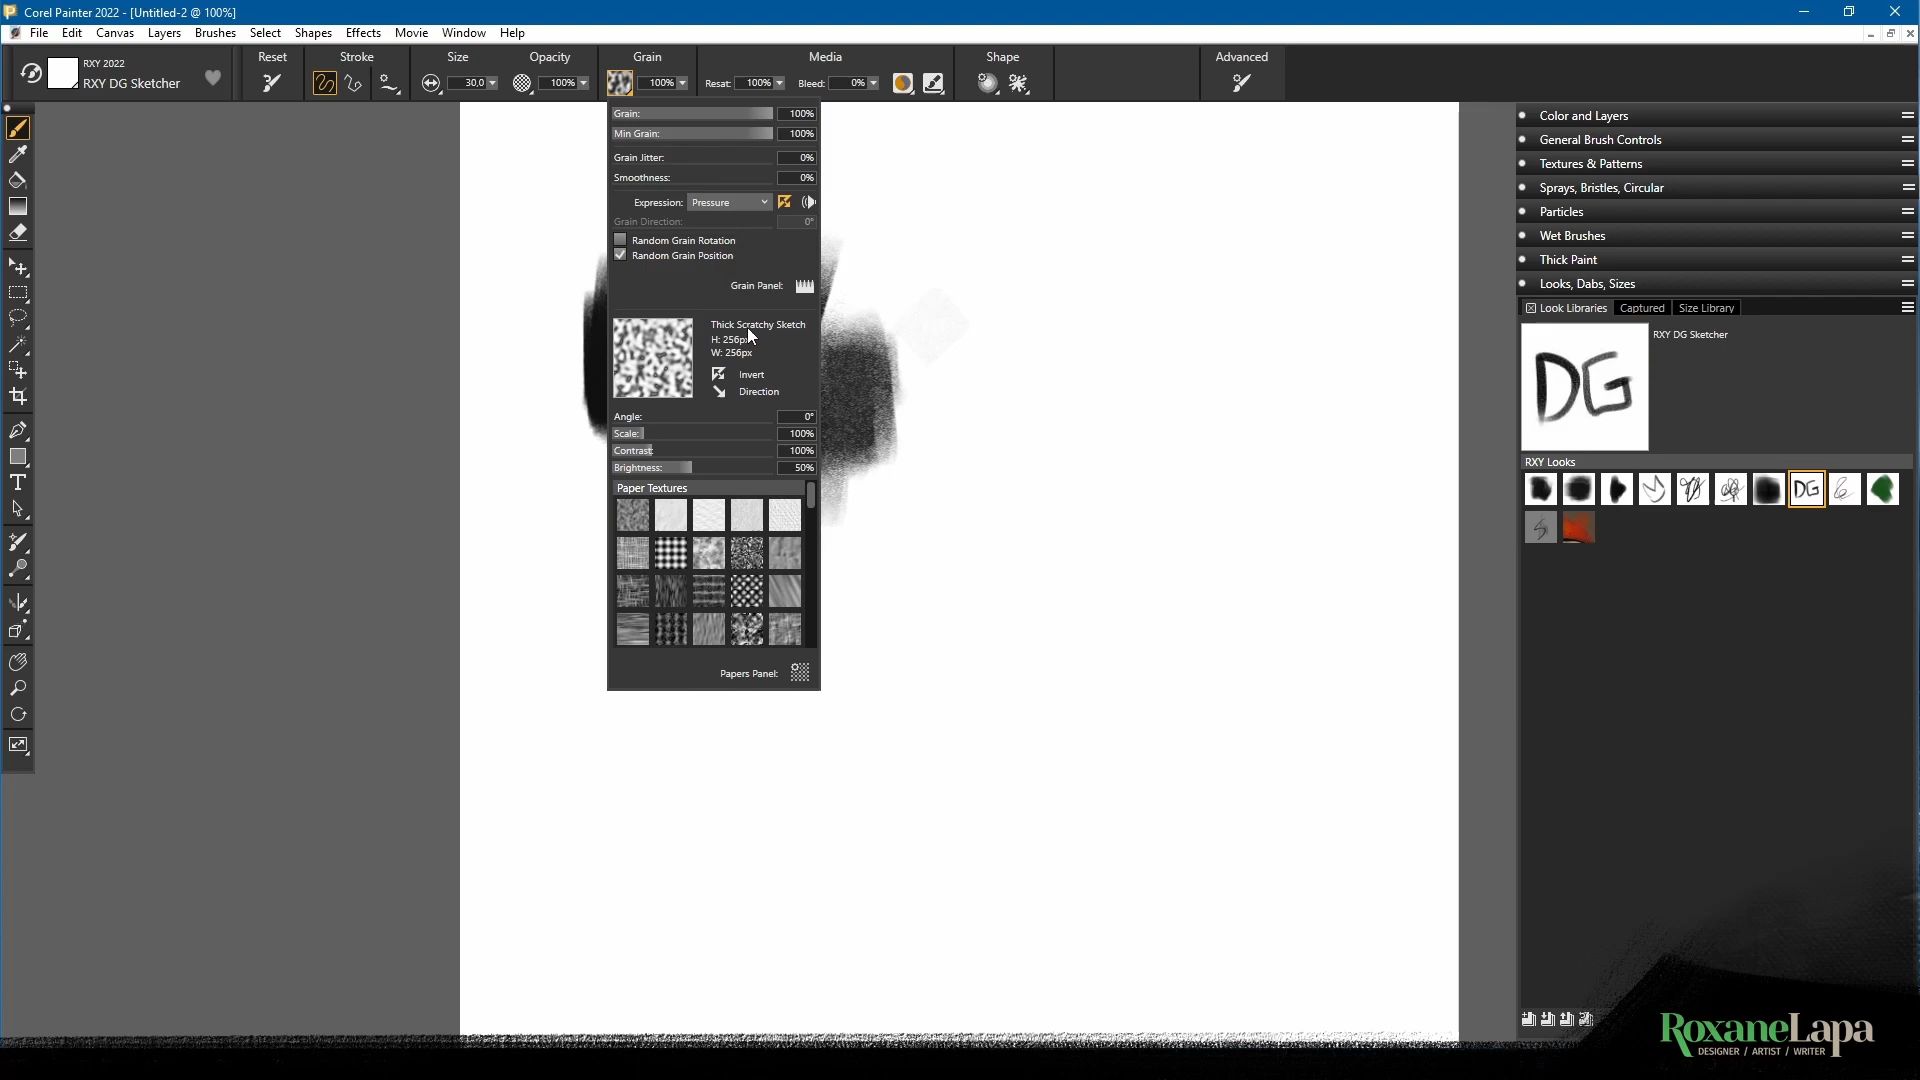 Corel Painter 2022 - [Untitled-2 @ 100%]
File Edit Canvas Layers Brushes Select Shapes Effects Movie Window Help
RXY 2022
RXY DG Sketcher
Reset
Stroke
Size
30,0
Opacity
100%
Grain
100%
Media
Resat: 100%
Bleed: 0%
Shape
Advanced
Grain: 100%
Min Grain: 100%
Grain Jitter: 0%
Smoothness: 0%
Expression: Pressure
Grain Direction: 0°
Random Grain Rotation
Random Grain Position
Grain Panel:
Thick Scratchy Sketch
H: 256px
W: 256px
Invert
Direction
Angle: 0°
Scale: 100%
Contrast: 100%
Brightness: 50%
Paper Textures
Papers Panel:
Color and Layers
General Brush Controls
Textures & Patterns
Sprays, Bristles, Circular
Particles
Wet Brushes
Thick Paint
Looks, Dabs, Sizes
Look Libraries Captured Size Library
RXY DG Sketcher
DG
RXY Looks
DG
RoxaneLapa
DESIGNER / ARTIST / WRITER